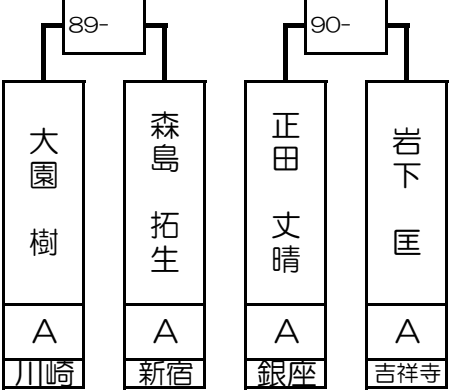 89-
90-
大園 樹
森島 拓生
正田 丈晴
岩下 匡
A
A
A
A
川崎
新宿
銀座
吉祥寺